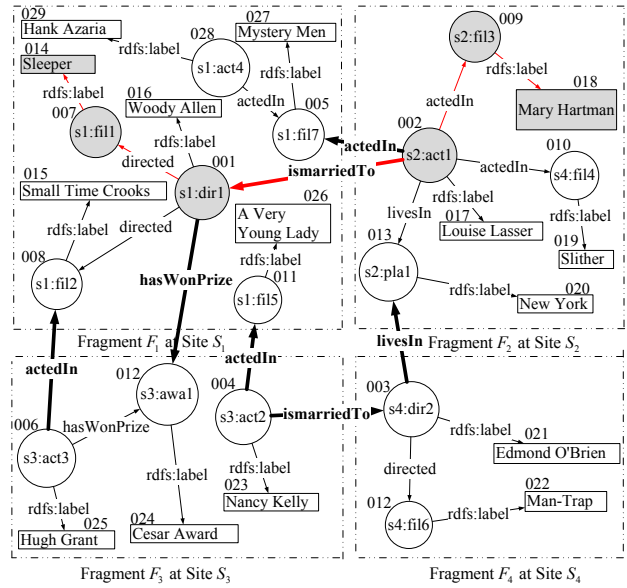 029
Hank Azaria
rdfs:label
014
Sleeper
rdfs:label
007
s1:fil1
028
s1:act4
actedIn
027
Mystery Men
rdfs:label
005
s1:fil7
016
Woody Allen
rdfs:label
directed
001
s1:dir1
015
Small Time Crooks
rdfs:label
directed
008
s1:fil2
026
A Very
Young Lady
rdfs:label
011
s1:fil5
hasWonPrize
actedIn
ismarriedTo
Fragment F1 at Site S1
009
s2:fil3
rdfs:label
018
Mary Hartman
actedIn
002
s2:act1
actedIn
010
s4:fil4
rdfs:label
livesIn
rdfs:label
017
Louise Lasser
019
Slither
013
s2:pla1
rdfs:label
020
New York
Fragment F2 at Site S2
actedIn
actedIn
livesIn
012
s3:awa1
006
s3:act3
hasWonPrize
004
s3:act2
ismarriedTo
rdfs:label
rdfs:label
rdfs:label
023
Nancy Kelly
025
Hugh Grant
024
Cesar Award
Fragment F3 at Site S3
003
s4:dir2
rdfs:label
021
Edmond O'Brien
directed
012
s4:fil6
rdfs:label
022
Man-Trap
Fragment F4 at Site S4